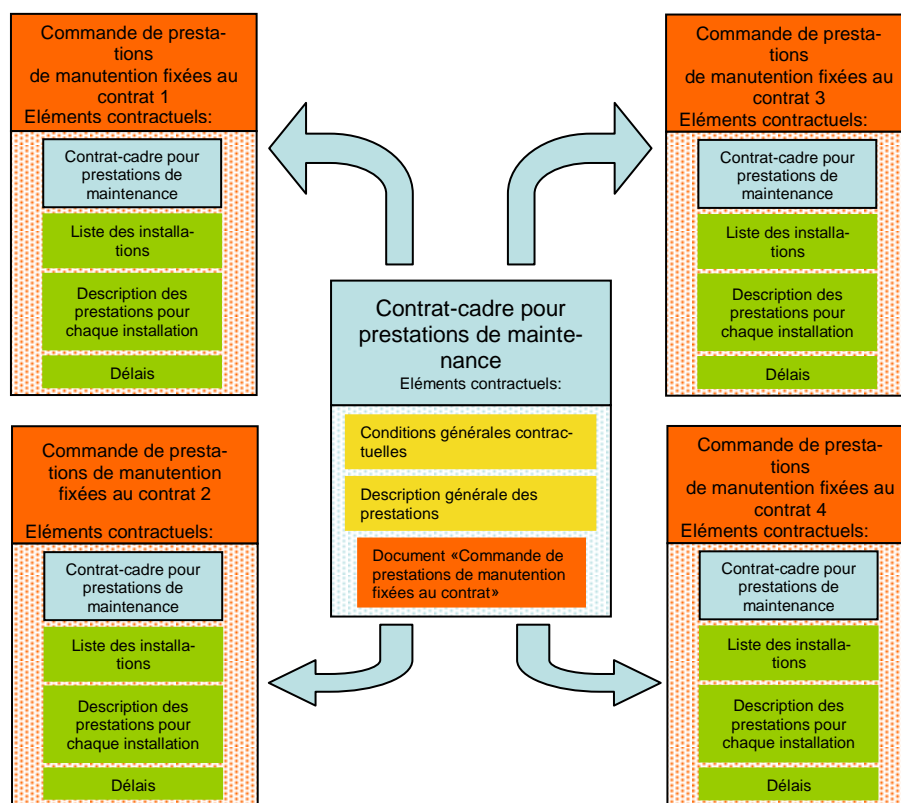 Commande de presta-
tions
de manutention fixées au
contrat 1
Eléments contractuels:
Contrat-cadre pour
prestations de
maintenance
Liste des installa-
tions
Description des
prestations pour
chaque installation
Délais
Commande de presta-
tions
de manutention fixées au
contrat 3
Eléments contractuels:
Contrat-cadre pour
prestations de
maintenance
Liste des installa-
tions
Description des
prestations pour
chaque installation
Délais
Contrat-cadre pour
prestations de mainte-
nance
Eléments contractuels:
Conditions générales contrac-
tuelles
Description générale des
prestations
Document «Commande de
prestations de manutention
fixées au contrat»
Commande de presta-
tions de manutention
fixées au contrat 2
Eléments contractuels:
Contrat-cadre pour
prestations de
maintenance
Liste des installa-
tions
Description des
prestations pour
chaque installation
Délais
Commande de presta-
tions
de manutention fixées au
contrat 4
Eléments contractuels:
Contrat-cadre pour
prestations de
maintenance
Liste des installa-
tions
Description des
prestations pour
chaque installation
Délais